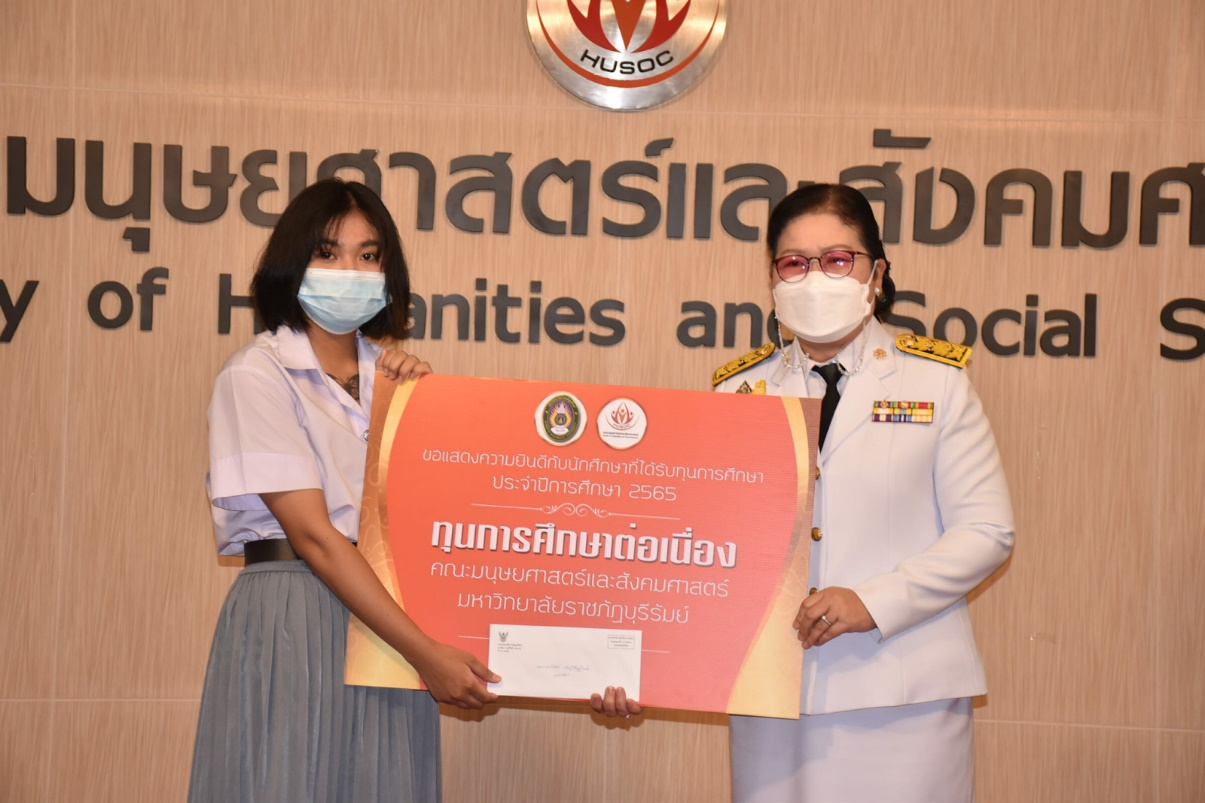 HUSOC
มนุษยศาสตร์และสังคมศ
y of H anities and Social S
ขอแสดงความยินดีกับนักศึกษาที่ได้รับทุนการศึกษา
ประจำปีการศึกษา 2565
ทุนการศึกษาต่อเนื่อง
คณะมนุษยศาสตร์และสังคมศาสตร์
มหาวิทยาลัยราชภัฏบุรีรัมย์